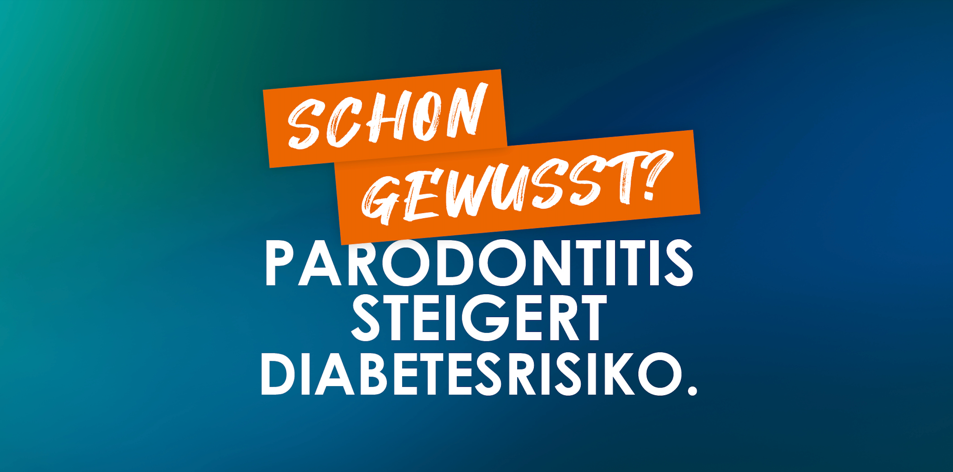 SCHON
GEWUSST?
PARODONTITIS
STEIGERT
DIABETESRISIKO.